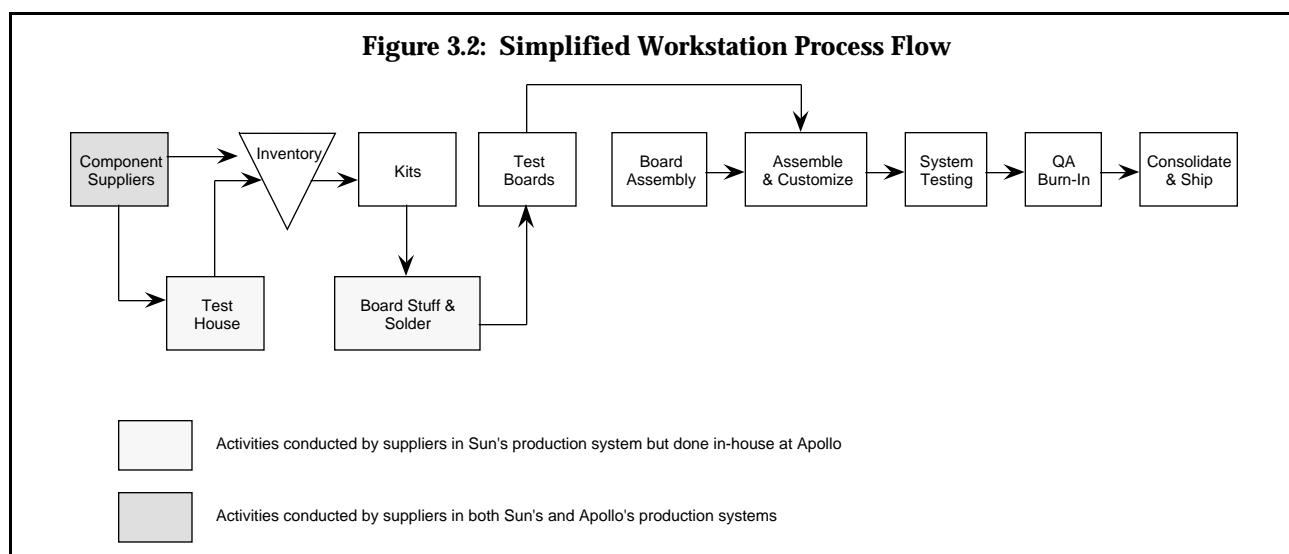 Figure 3.2: Simplified Workstation Process Flow
Component
Suppliers
Inventory
Kits
Test
Boards
Board
Assembly
Assemble
& Customize
System
Testing
QA
Burn-In
Consolidate
& Ship
Test
House
Board Stuff &
Solder
Activities conducted by suppliers in Sun's production system but done in-house at Apollo
Activities conducted by suppliers in both Sun's and Apollo's production systems